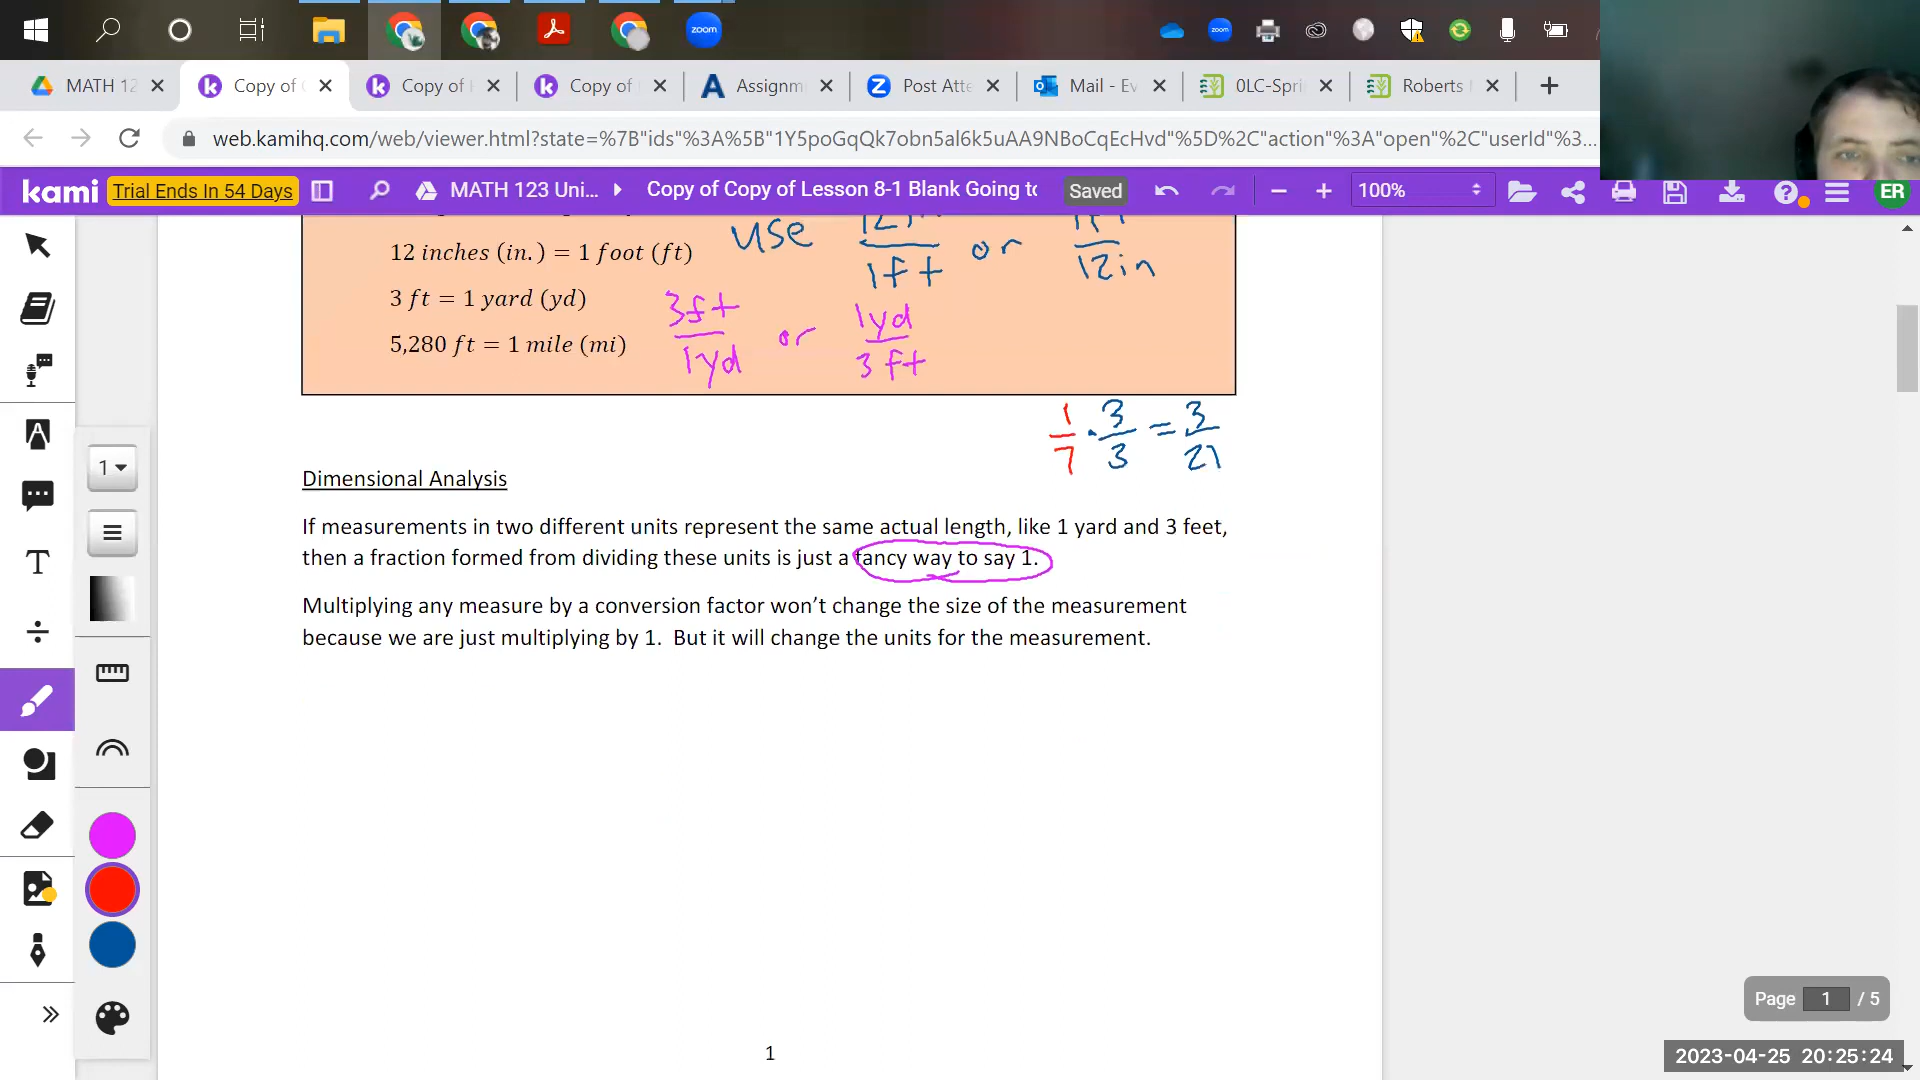 zoom
zoom
MATH 12
Copy of
Copy of
Copy of
Assignm
Post Atte
Mail - Ev
0LC-Spri
Roberts
web.kamihq.com/web/viewer.html?state=%7B"ids"%3A%5B"1Y5poGqQk7obn5al6k5uAA9NBoCqEcHvd"%5D%2C"action"%3A"open"%2C"userId"%3...
kami
Trial Ends In 54 Days
MATH 123 Uni...
Copy of Copy of Lesson 8-1 Blank Going to
Saved
100%
ER
12 inches (in.) = 1 foot (ft)
use 12in/1ft or 1ft/12in
3 ft = 1 yard (yd)
5,280 ft = 1 mile (mi)
3ft/1yd or 1yd/3ft
1/7 · 3/3 = 3/21
Dimensional Analysis
If measurements in two different units represent the same actual length, like 1 yard and 3 feet,
then a fraction formed from dividing these units is just a fancy way to say 1.
Multiplying any measure by a conversion factor won't change the size of the measurement
because we are just multiplying by 1. But it will change the units for the measurement.
1
1
Page 1 / 5
2023-04-25 20:25:24